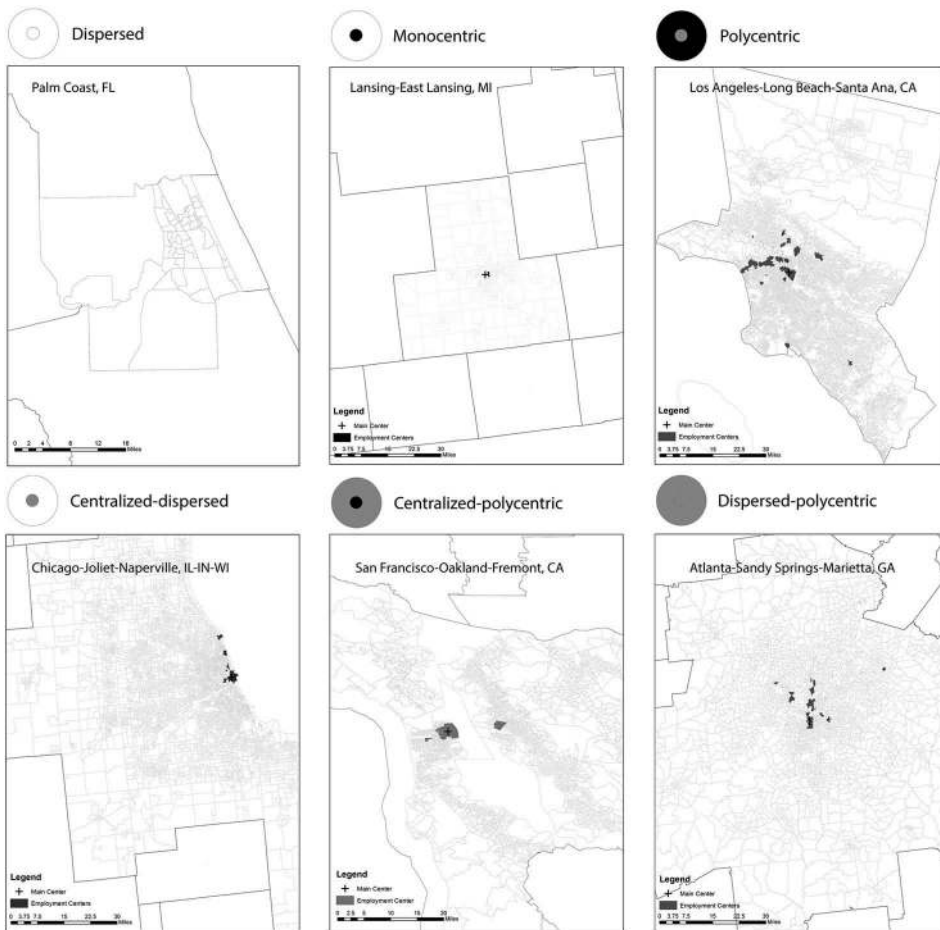 Dispersed
Monocentric
Polycentric
Palm Coast, FL
Lansing-East Lansing, MI
Los Angeles-Long Beach-Santa Ana, CA
0 2 4 8 12 16
Miles
Legend
Main Center
Employment Centers
0 3.75 7.5 15 22.5 30
Miles
Legend
Main Center
Employment Centers
0 3.75 7.5 15 22.5 30
Miles
Centralized-dispersed
Centralized-polycentric
Dispersed-polycentric
Chicago-Joliet-Naperville, IL-IN-WI
San Francisco-Oakland-Fremont, CA
Atlanta-Sandy Springs-Marietta, GA
Legend
Main Center
Employment Centers
0 3.75 7.5 15 22.5 30
Miles
Legend
Main Center
Employment Center
0 2.5 5 10 15 20
Miles
Legend
Main Center
Employment Centers
0 3.75 7.5 15 22.5 30
Miles